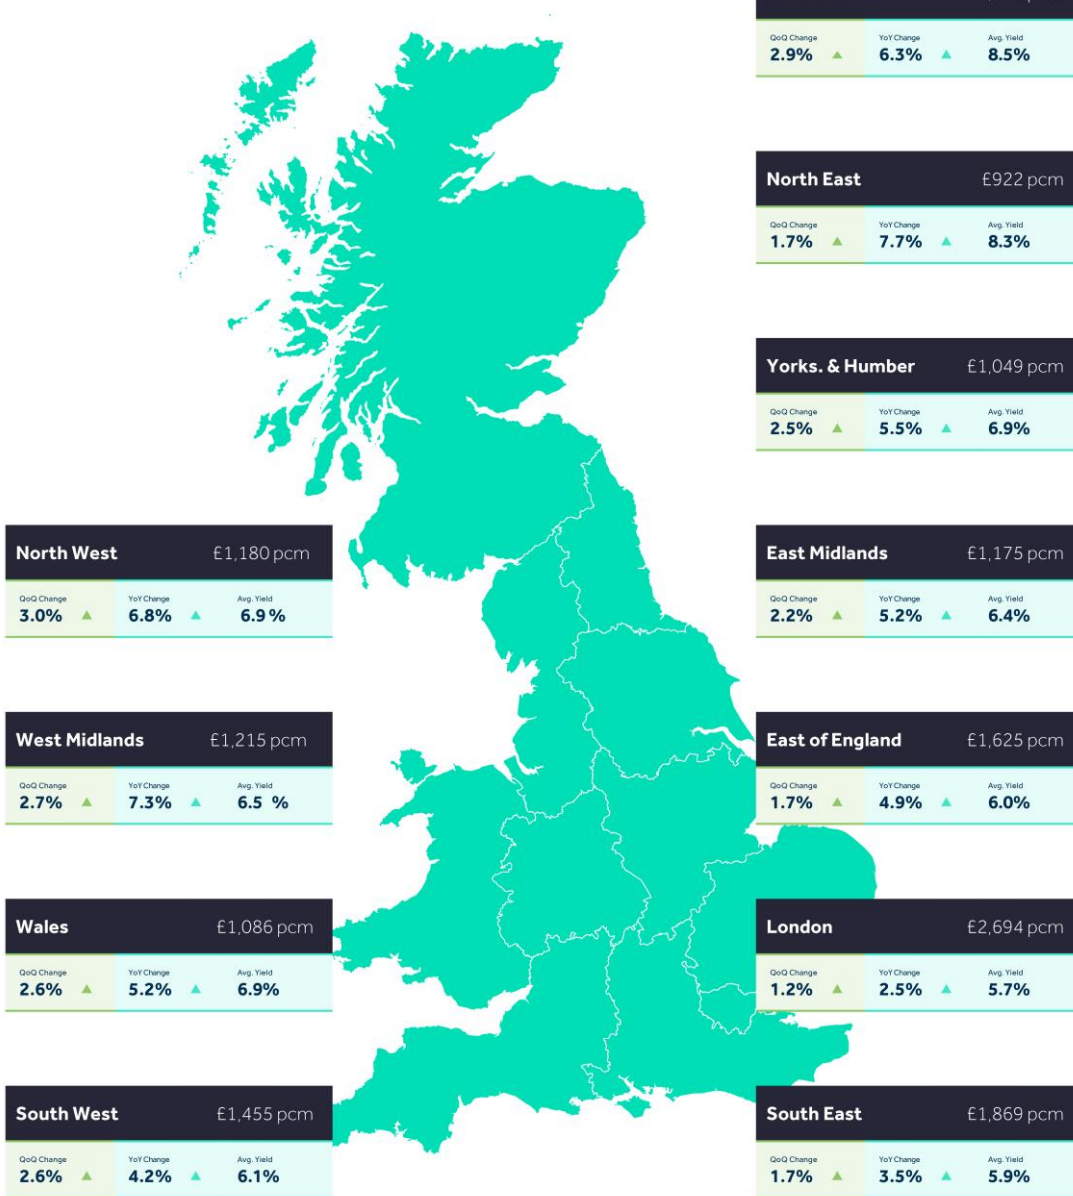 QoQ Change YoY Change Avg. Yield
2.9% 6.3% 8.5%
North East £922 pcm
QoQ Change YoY Change Avg. Yield
1.7% 7.7% 8.3%
Yorks. & Humber £1,049 pcm
QoQ Change YoY Change Avg. Yield
2.5% 5.5% 6.9%
North West £1,180 pcm
QoQ Change YoY Change Avg. Yield
3.0% 6.8% 6.9 %
East Midlands £1,175 pcm
QoQ Change YoY Change Avg. Yield
2.2% 5.2% 6.4%
West Midlands £1,215 pcm
QoQ Change YoY Change Avg. Yield
2.7% 7.3% 6.5 %
East of England £1,625 pcm
QoQ Change YoY Change Avg. Yield
1.7% 4.9% 6.0%
Wales £1,086 pcm
QoQ Change YoY Change Avg. Yield
2.6% 5.2% 6.9%
London £2,694 pcm
QoQ Change YoY Change Avg. Yield
1.2% 2.5% 5.7%
South West £1,455 pcm
QoQ Change YoY Change Avg. Yield
2.6% 4.2% 6.1%
South East £1,869 pcm
QoQ Change YoY Change Avg. Yield
1.7% 3.5% 5.9%